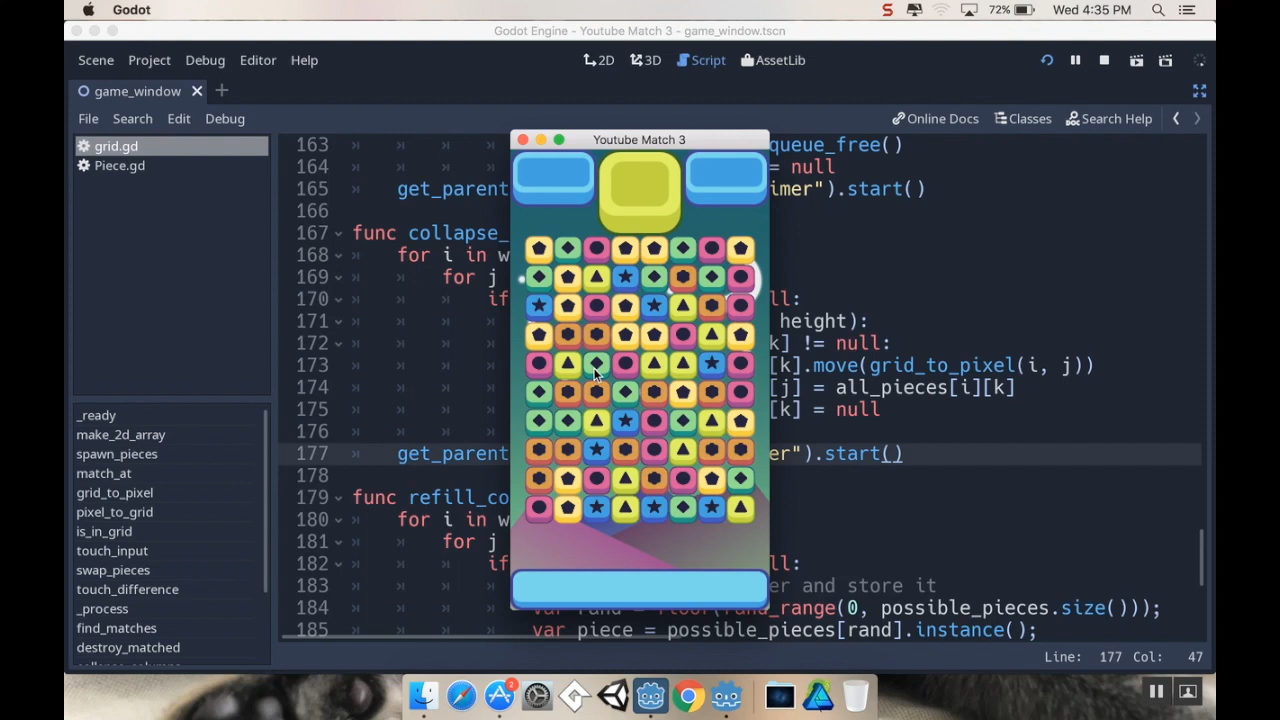 Godot
72%
Wed 4:35 PM
Godot Engine - Youtube Match 3 - game_window.tscn
Scene Project Debug Editor Help
2D 3D Script AssetLib
game_window
File Search Edit Debug
Online Docs Classes Search Help
grid.gd
Piece.gd
Youtube Match 3
163 queue_free()
164 = null
165 get_parent imer").start()
166
167 func collapse_
168 for i in w
169 for j
170 if ll:
171 height):
172 k] != null:
173 [k].move(grid_to_pixel(i, j))
174 [j] = all_pieces[i][k]
175 [k] = null
176
177 get_parent er").start()
178
179 func refill_co
180 for i in w
181 for j
182 if ll:
183 er and store it
184 var rand = floor(rand_range(0, possible_pieces.size()));
185 var piece = possible_pieces[rand].instance();
_ready
make_2d_array
spawn_pieces
match_at
grid_to_pixel
pixel_to_grid
is_in_grid
touch_input
swap_pieces
touch_difference
_process
find_matches
destroy_matched
Line: 177 Col: 47
2